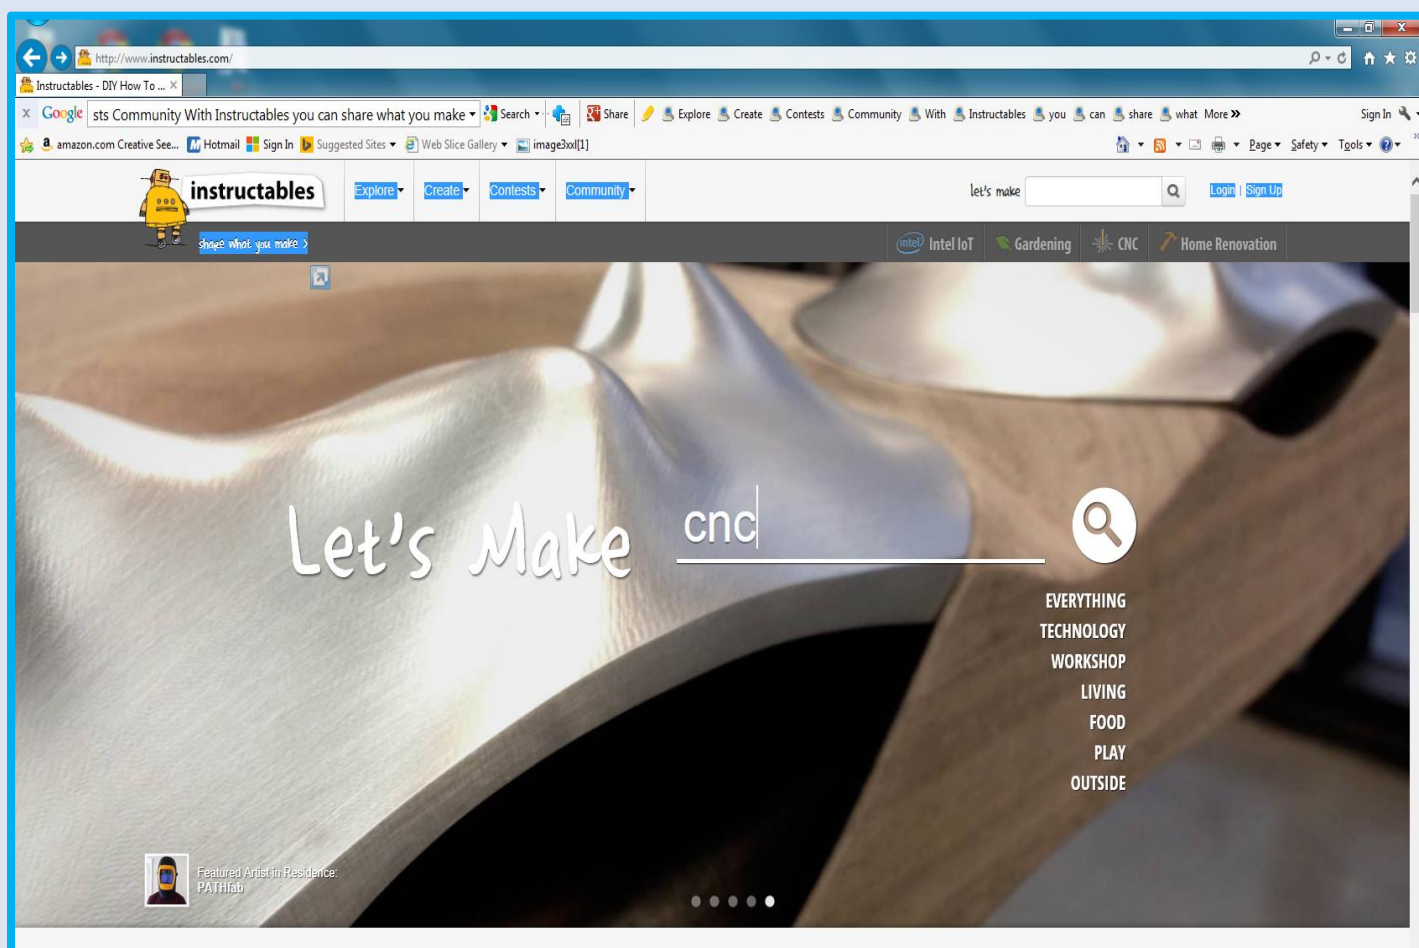 http://www.instructables.com/
Instructables - DIY How To ... ×
x Google sts Community With Instructables you can share what you make Search Share Explore Create Contests Community With Instructables you can share what More » Sign In
amazon.com Creative See... Hotmail Sign In Suggested Sites Web Slice Gallery image3xxl[1] Page Safety Tools
instructables Explore Create Contests Community let's make Login | Sign Up
share what you make >
intel Intel IoT Gardening CNC Home Renovation
Let's Make cnc
EVERYTHING
TECHNOLOGY
WORKSHOP
LIVING
FOOD
PLAY
OUTSIDE
Featured Artist in Residence:
PATHfab